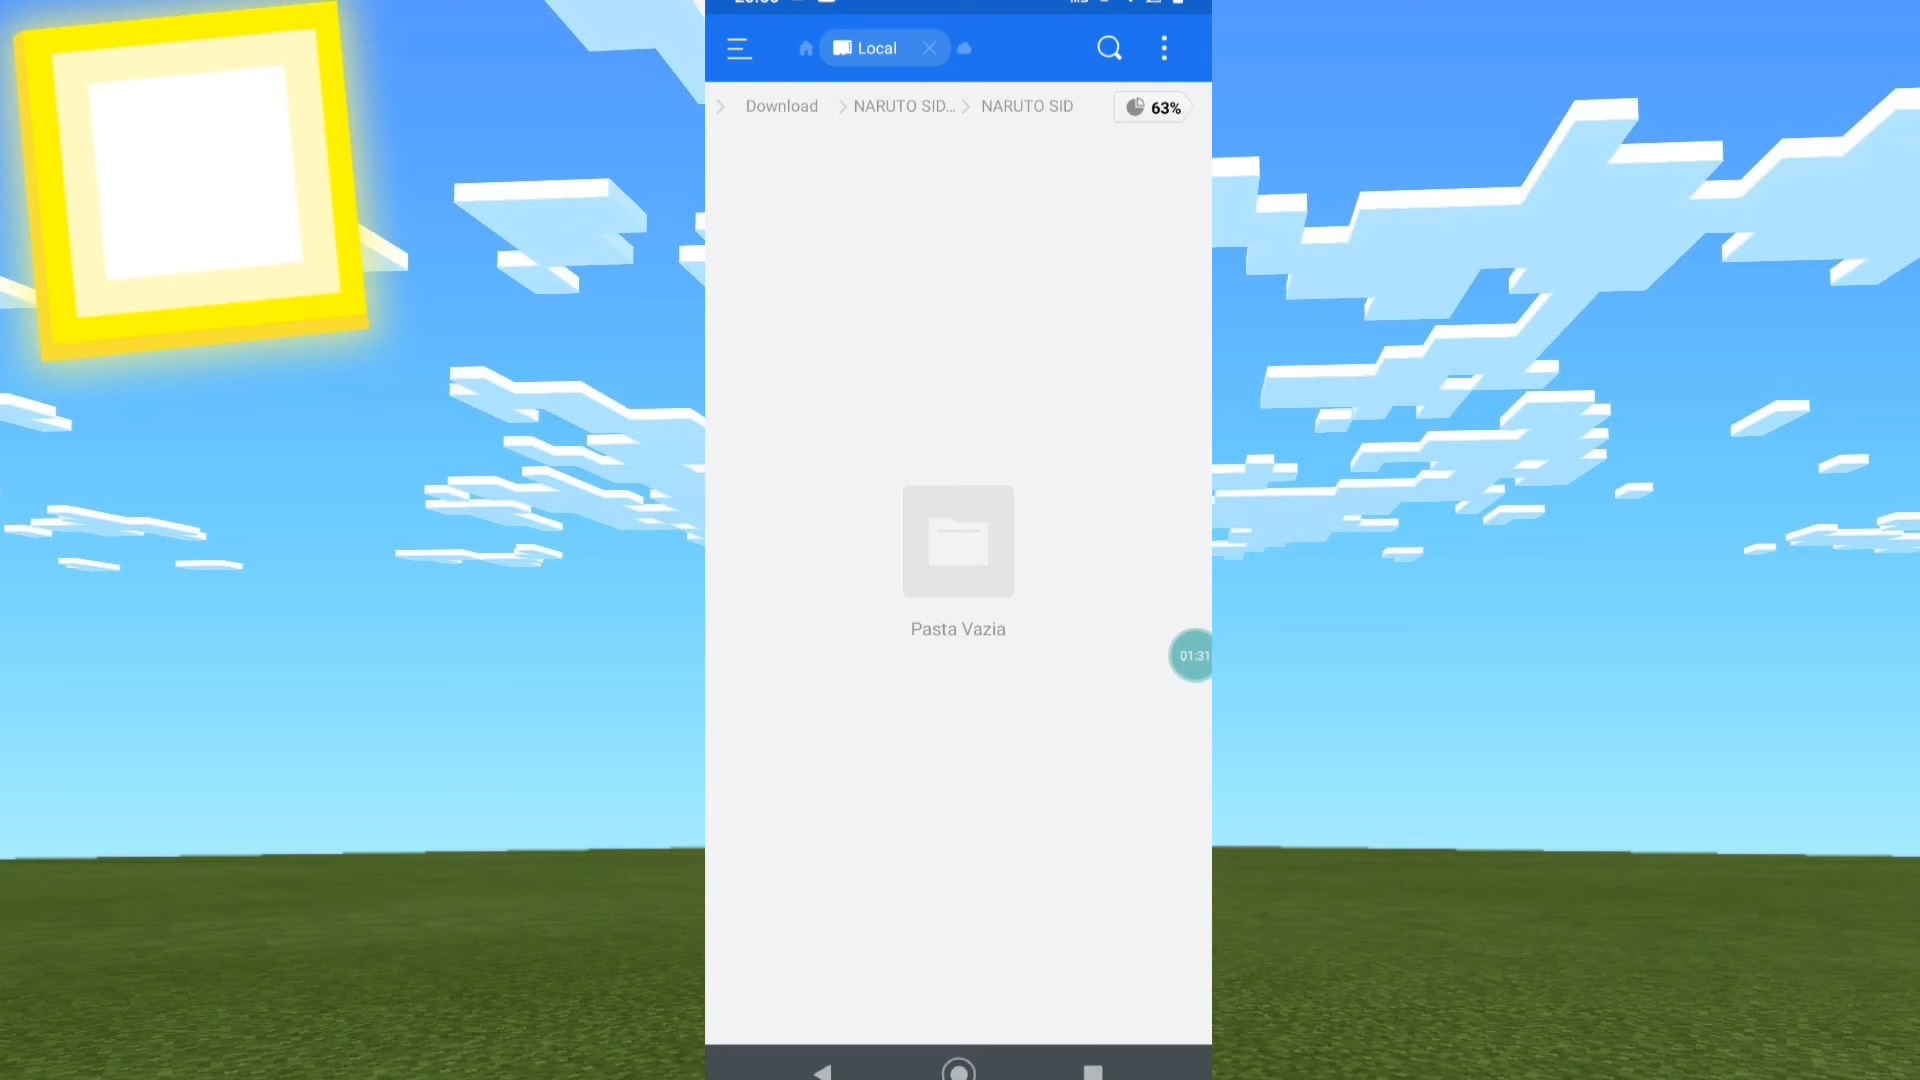 Local
Download
NARUTO SID...
NARUTO SID
63%
Pasta Vazia
01:31